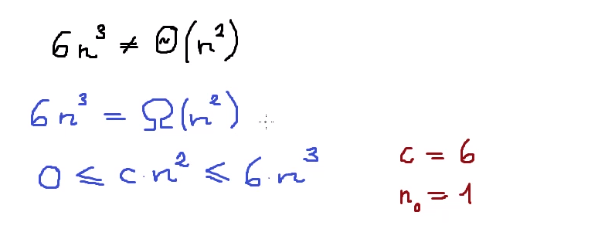 6n³ ≠ Θ(n²)
6n³ = Ω(n²)
0 ≤ c·n² ≤ 6·n³
c = 6
n₀ = 1